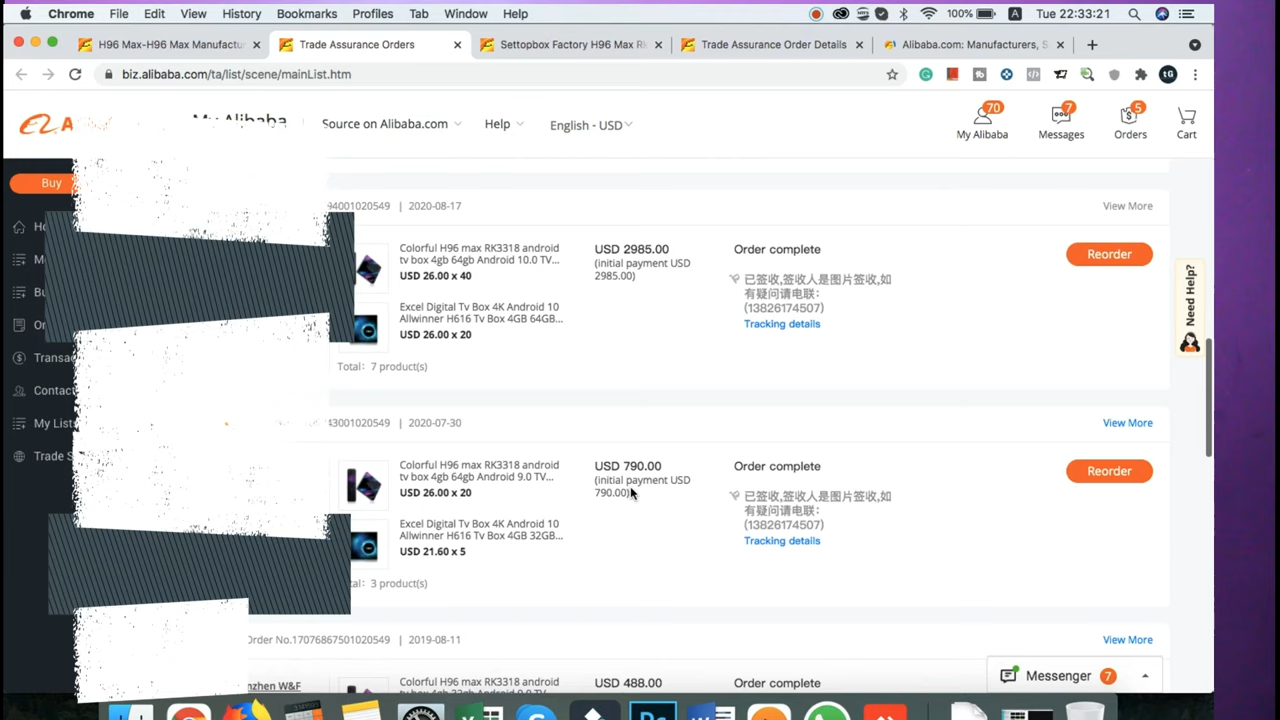 Chrome File Edit View History Bookmarks Profiles Tab Window Help 100% A Tue 22:33:21
H96 Max-H96 Max Manufactu Trade Assurance Orders Settopbox Factory H96 Max R Trade Assurance Order Details Alibaba.com: Manufacturers, S
biz.alibaba.com/ta/list/scene/mainList.htm tG
My Alibaba Source on Alibaba.com Help English - USD
70 7 5
My Alibaba Messages Orders Cart
Buy
94001020549 | 2020-08-17 View More
Colorful H96 max RK3318 android
tv box 4gb 64gb Android 10.0 TV...
USD 26.00 x 40
USD 2985.00
(initial payment USD
2985.00)
Order complete
已签收,签收人是图片签收,如
有疑问请电联:
(13826174507)
Tracking details
Reorder
Excel Digital Tv Box 4K Android 10
Allwinner H616 Tv Box 4GB 64GB...
USD 26.00 x 20
Total: 7 product(s)
Need Help?
Transac
Contact
My List
Trade S
43001020549 | 2020-07-30 View More
Colorful H96 max RK3318 android
tv box 4gb 64gb Android 9.0 TV...
USD 26.00 x 20
USD 790.00
(initial payment USD
790.00)
Order complete
已签收,签收人是图片签收,如
有疑问请电联:
(13826174507)
Tracking details
Reorder
Excel Digital Tv Box 4K Android 10
Allwinner H616 Tv Box 4GB 32GB...
USD 21.60 x 5
tal: 3 product(s)
Order No.17076867501020549 | 2019-08-11 View More
nzhen W&F
Colorful H96 max RK3318 android
USD 488.00
Order complete
Messenger 7
Ps